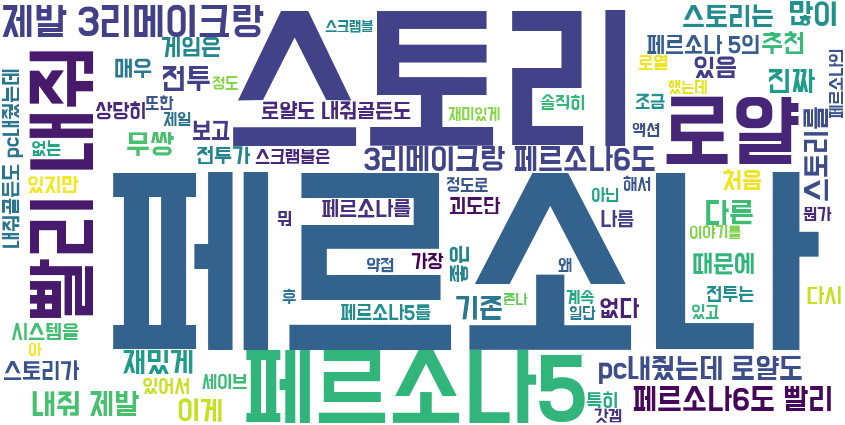 제발 3리메이크랑
스토리
스크램블
스토리는
많이
게임은
페르소나 5의
추천
매우
전투
정도
로열
있음
진짜
페르소나인
상당히
또한
제일
보고
로얄도 내줘골든도
재미있게
솔직히
조금
했는데
액션
로얄
스토리를
빨리 내줘
내줘골든도 pc내줬는데
없는
무쌍
전투가
스크램블은
3리메이크랑 페르소나6도
있지만
정도로
아닌
해서
처음
뭐
페르소나를
괴도단
나름
다른
뭔가
이야기를
페르소나
약점
가장
좋은
왜
때문에
후
페르소나5를
기존
존나
계속
일단
없다
전투는
있고
다시
시스템을
아
스토리가
재밌게
있어서
세이브
페르소나5
특히
갓겜
pc내줬는데 로얄도
내줘 제발
이게
페르소나6도 빨리